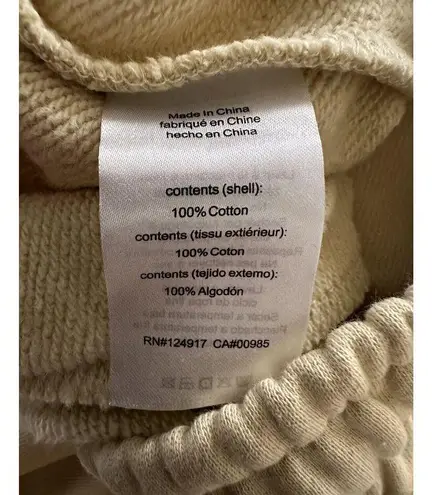 Made in China
fabriqué en Chine
hecho en China
contents (shell):
100% Cotton
contents (tissu extiérieur):
100% Coton
contents (tejido externo):
100% Algodón
RN#124917 CA#00985